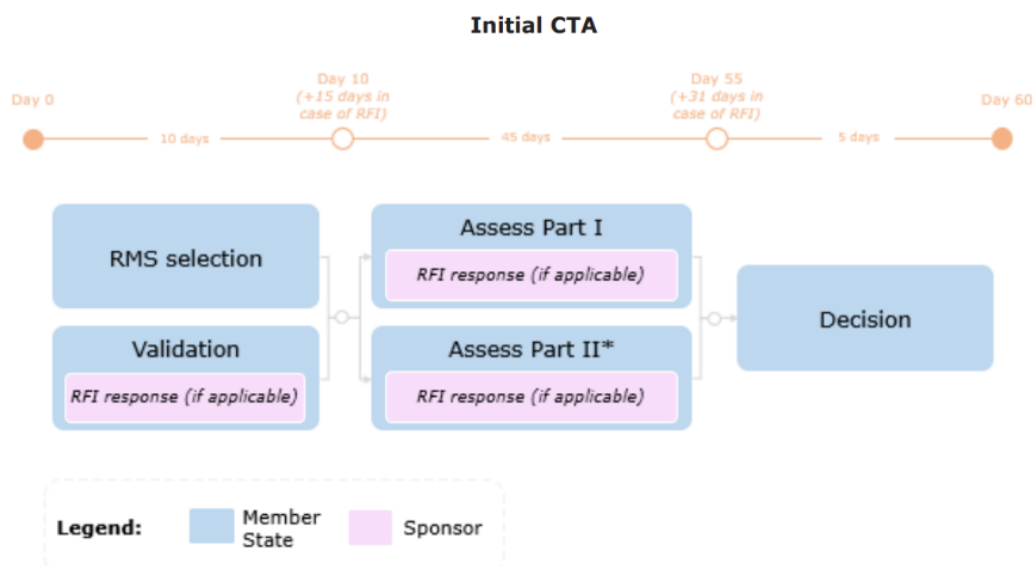 Initial CTA
Day 0
Day 10
(+15 days in
case of RFI)
Day 55
(+31 days in
case of RFI)
Day 60
10 days
45 days
5 days
RMS selection
Validation
RFI response (if applicable)
Assess Part I
RFI response (if applicable)
Assess Part II*
RFI response (if applicable)
Decision
Legend:
Member
State
Sponsor